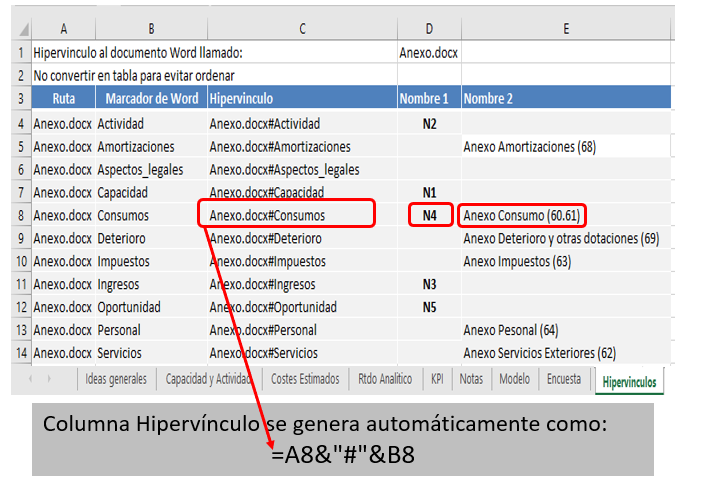 A B C D E
1 Hipervinculo al documento Word llamado: Anexo.docx
2 No convertir en tabla para evitar ordenar
3 Ruta Marcador de Word Hipervinculo Nombre 1 Nombre 2
4 Anexo.docx Actividad Anexo.docx#Actividad N2
5 Anexo.docx Amortizaciones Anexo.docx#Amortizaciones Anexo Amortizaciones (68)
6 Anexo.docx Aspectos_legales Anexo.docx#Aspectos_legales
7 Anexo.docx Capacidad Anexo.docx#Capacidad N1
8 Anexo.docx Consumos Anexo.docx#Consumos N4 Anexo Consumo (60.61)
9 Anexo.docx Deterioro Anexo.docx#Deterioro Anexo Deterioro y otras dotaciones (69)
10 Anexo.docx Impuestos Anexo.docx#Impuestos Anexo Impuestos (63)
11 Anexo.docx Ingresos Anexo.docx#Ingresos N3
12 Anexo.docx Oportunidad Anexo.docx#Oportunidad N5
13 Anexo.docx Personal Anexo.docx#Personal Anexo Pesonal (64)
14 Anexo.docx Servicios Anexo.docx#Servicios Anexo Servicios Exteriores (62)
Ideas generales Capacidad y Actividad Costes Estimados Rtdo Analítico KPI Notas Modelo Encuesta Hipervinculos
Columna Hipervínculo se genera automáticamente como:
=A8&"#"&B8